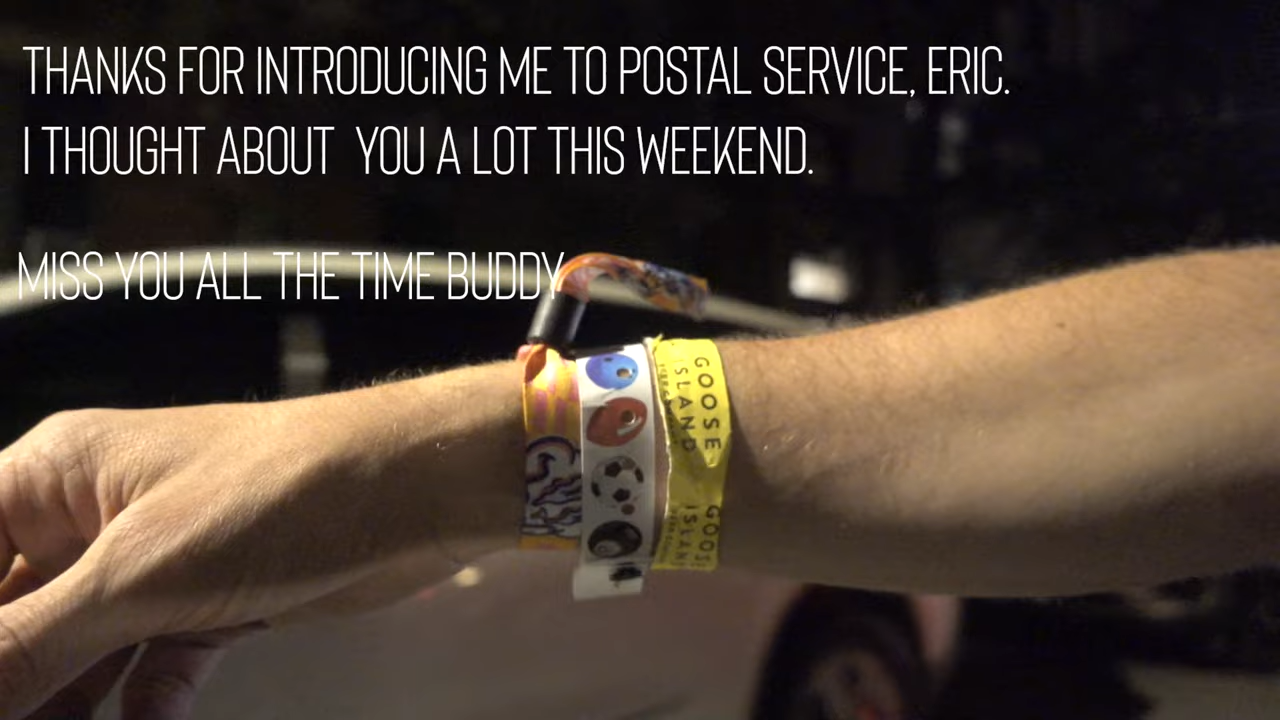 THANKS FOR INTRODUCING ME TO POSTAL SERVICE, ERIC.
I THOUGHT ABOUT YOU A LOT THIS WEEKEND.
MISS YOU ALL THE TIME BUDDY
GOOSE
ISLAND
GOOSE
ISLAND